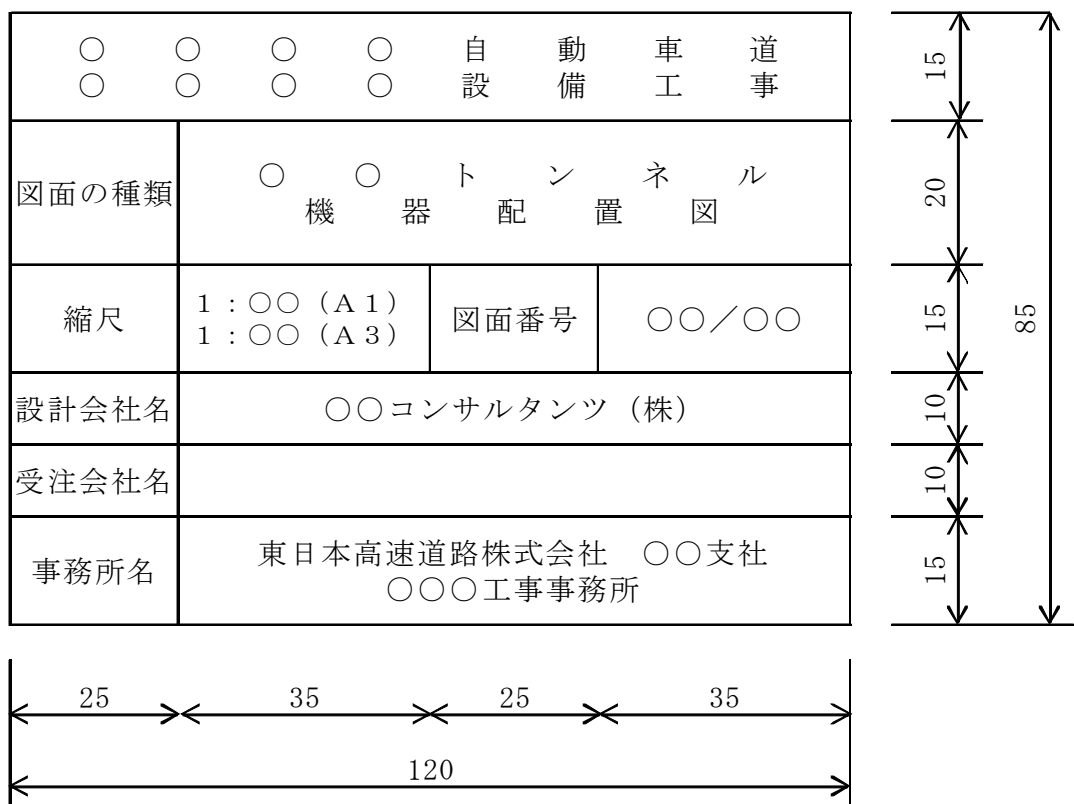 ○○○○自動車道
○○○○設備工事
図面の種類
○○トンネル
機器配置図
縮尺
1:○○(A1)
1:○○(A3)
図面番号
○○/○○
設計会社名
○○コンサルタンツ(株)
受注会社名
事務所名
東日本高速道路株式会社 ○○支社
○○○工事事務所
15
20
15
10
10
15
85
25
35
25
35
120